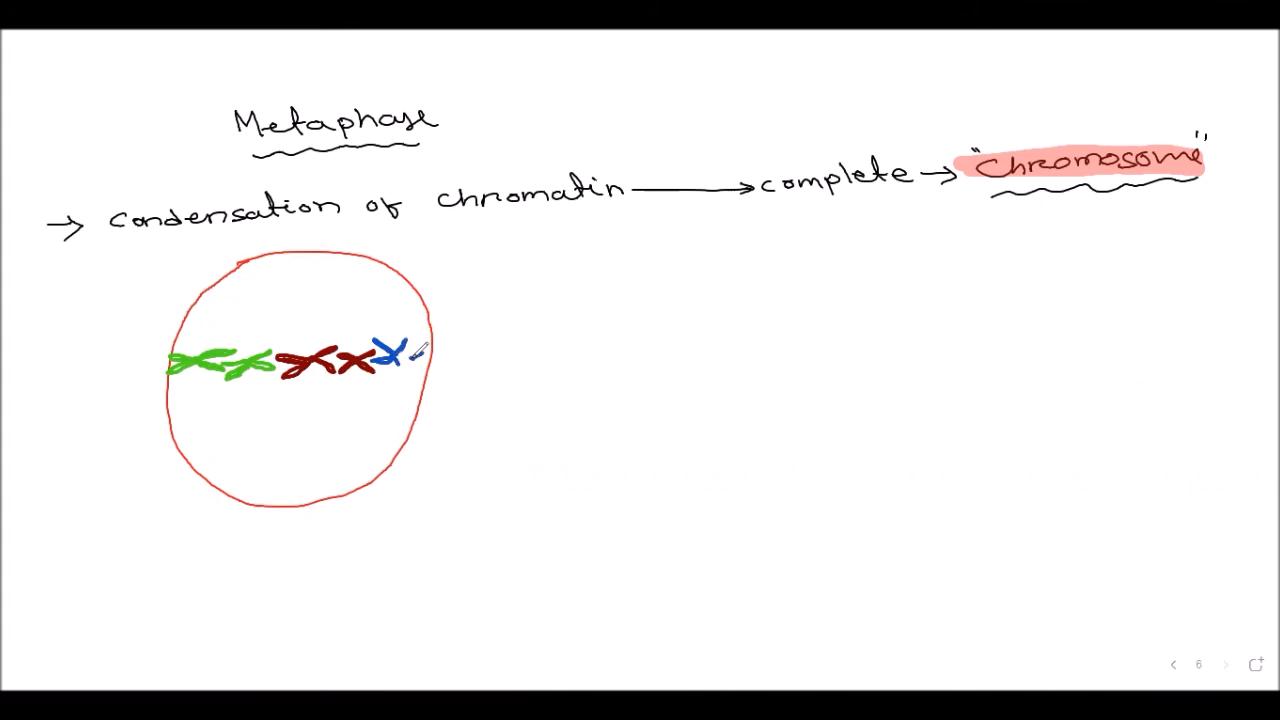 Metaphase
→ condensation of chromatin → complete → "chromosome"
6